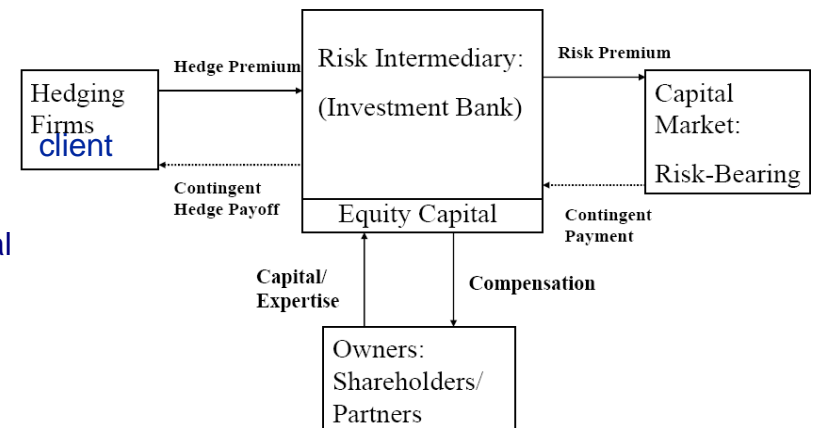 Hedging
Firms
client
Hedge Premium
Contingent
Hedge Payoff
Risk Intermediary:
(Investment Bank)
Equity Capital
Risk Premium
Capital
Market:
Risk-Bearing
Contingent
Payment
al
Capital/
Expertise
Compensation
Owners:
Shareholders/
Partners